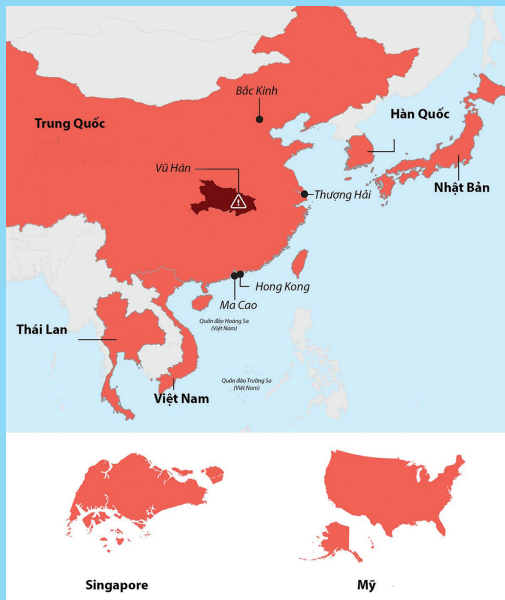 Bắc Kinh
Trung Quốc
Hàn Quốc
Vũ Hán
Nhật Bản
Thượng Hải
Hong Kong
Ma Cao
Quần đảo Hoàng Sa
(Việt Nam)
Thái Lan
Quần đảo Trường Sa
(Việt Nam)
Việt Nam
Singapore
Mỹ